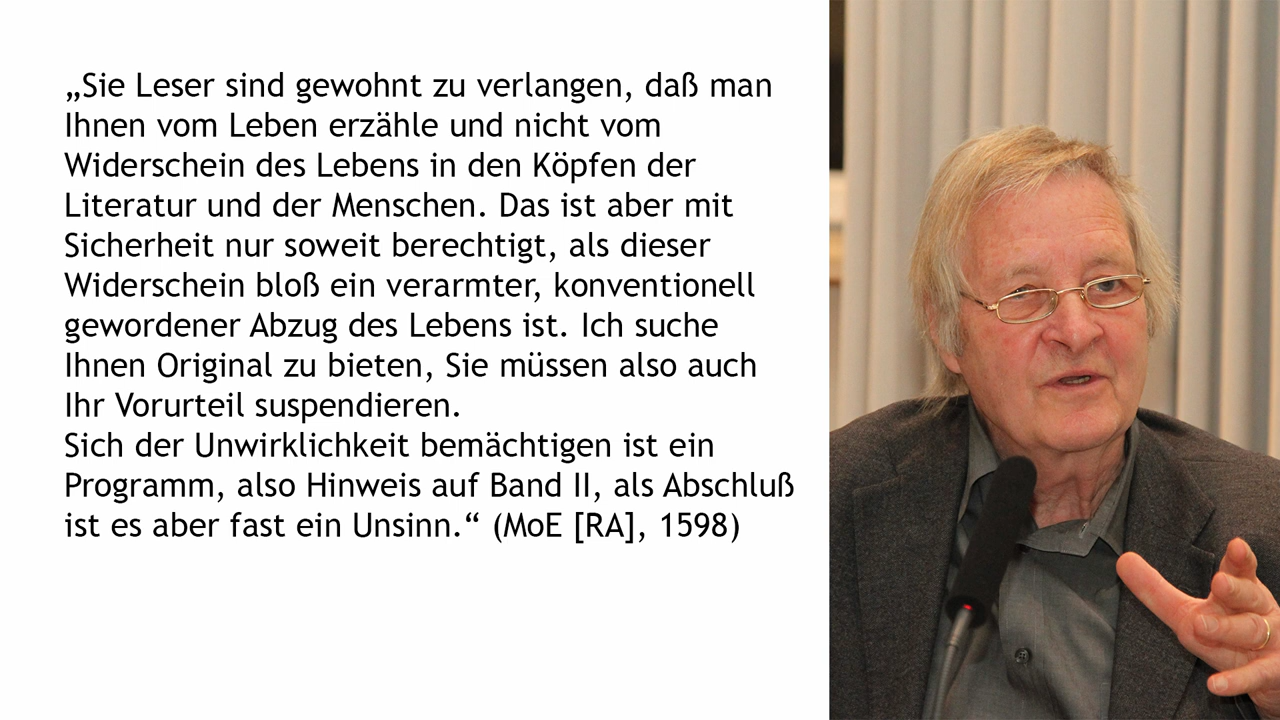 „Sie Leser sind gewohnt zu verlangen, daß man
Ihnen vom Leben erzähle und nicht vom
Widerschein des Lebens in den Köpfen der
Literatur und der Menschen. Das ist aber mit
Sicherheit nur soweit berechtigt, als dieser
Widerschein bloß ein verarmter, konventionell
gewordener Abzug des Lebens ist. Ich suche
Ihnen Original zu bieten, Sie müssen also auch
Ihr Vorurteil suspendieren.
Sich der Unwirklichkeit bemächtigen ist ein
Programm, also Hinweis auf Band II, als Abschluß
ist es aber fast ein Unsinn.“ (MoE [RA], 1598)